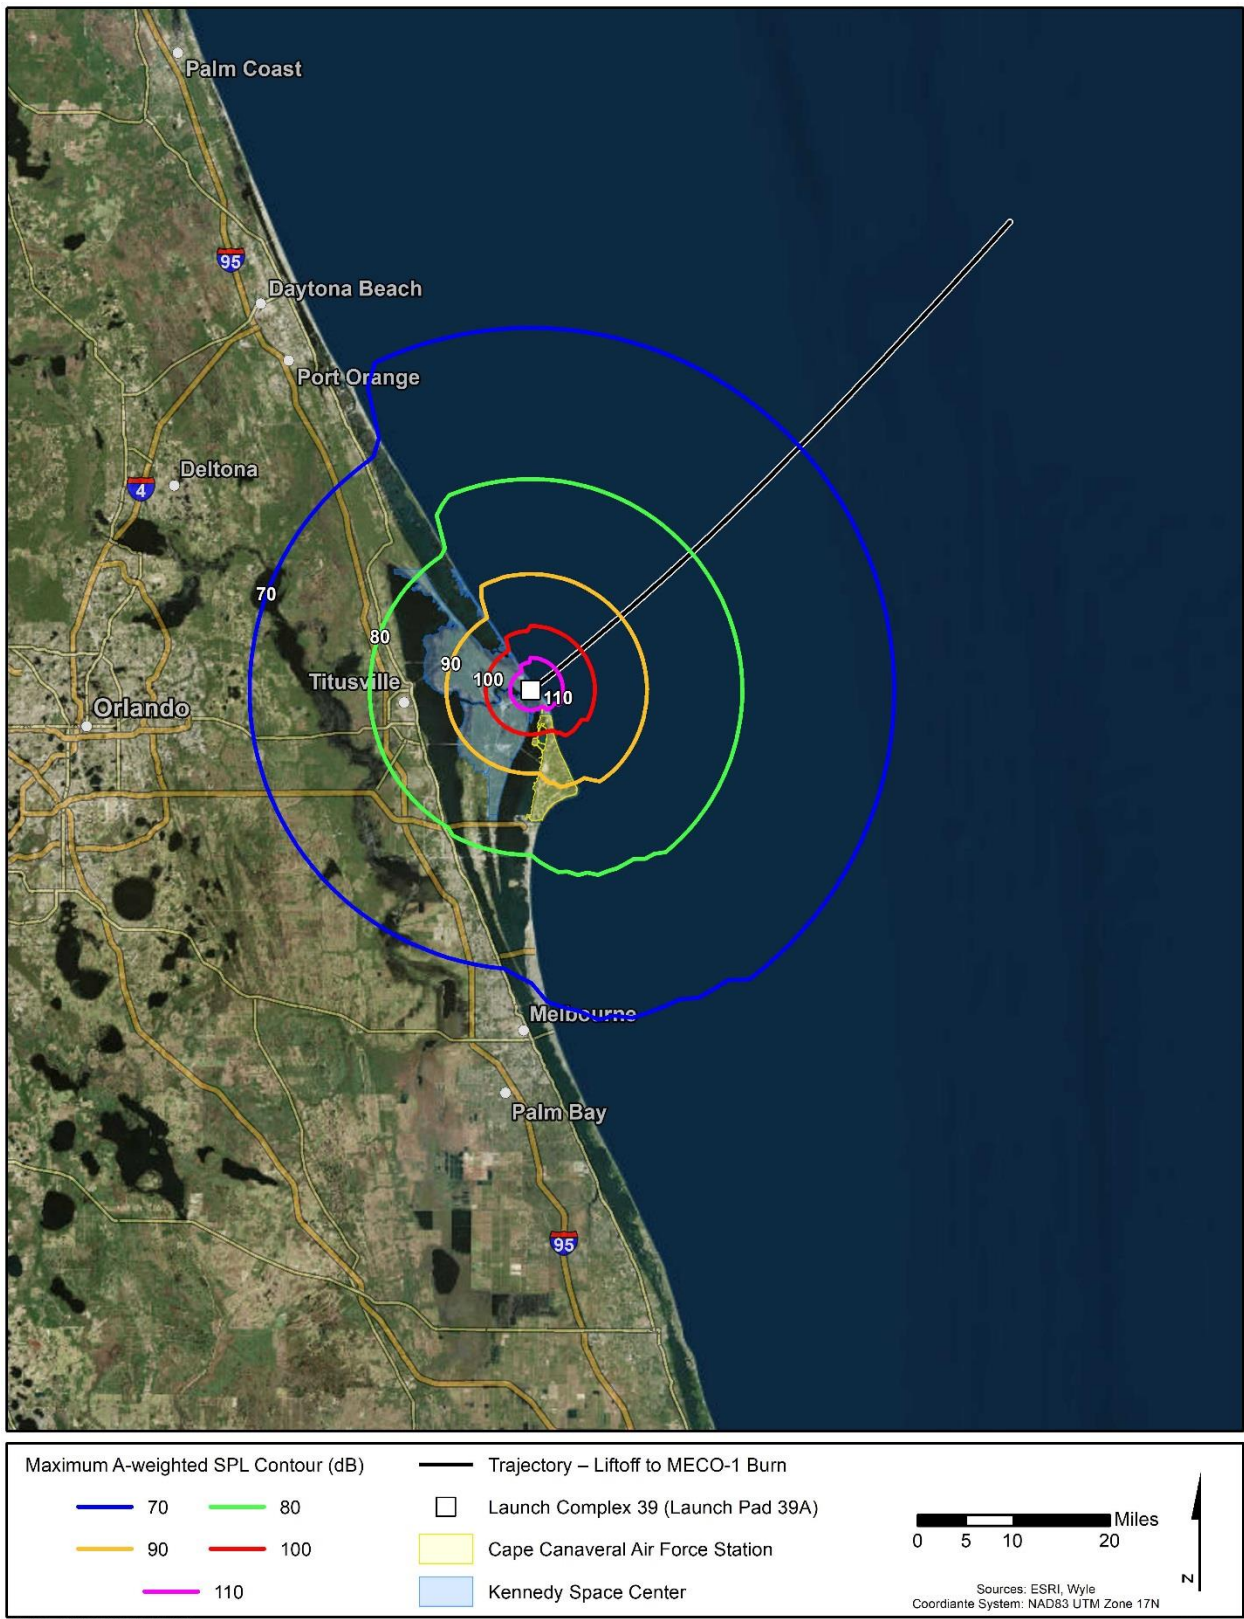 Palm Coast
95
Daytona Beach
Port Orange
Deltona
4
70
80
90
Titusville
100
110
Orlando
Melbourne
Palm Bay
95
Maximum A-weighted SPL Contour (dB)
70
80
90
100
110
Trajectory – Liftoff to MECO-1 Burn
Launch Complex 39 (Launch Pad 39A)
Cape Canaveral Air Force Station
Kennedy Space Center
Miles
0 5 10 20
Z
Sources: ESRI, Wyle
Coordiante System: NAD83 UTM Zone 17N